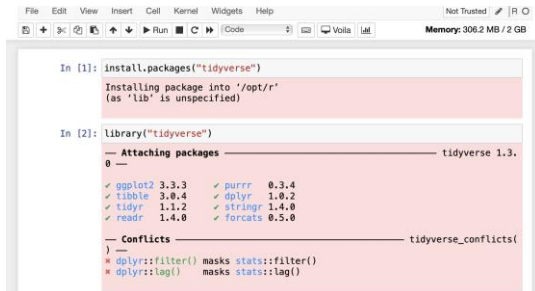 File Edit View Insert Cell Kernel Widgets Help Not Trusted R
Run Code Voila Memory: 306.2 MB / 2 GB
In [1]: install.packages("tidyverse")
Installing package into '/opt/r'
(as 'lib' is unspecified)
In [2]: library("tidyverse")
── Attaching packages ─────────────────────── tidyverse 1.3.
0 ──
✔ ggplot2 3.3.3 ✔ purrr 0.3.4
✔ tibble 3.0.4 ✔ dplyr 1.0.2
✔ tidyr 1.1.2 ✔ stringr 1.4.0
✔ readr 1.4.0 ✔ forcats 0.5.0
── Conflicts ─────────────────────── tidyverse_conflicts(
) ──
✖ dplyr::filter() masks stats::filter()
✖ dplyr::lag() masks stats::lag()